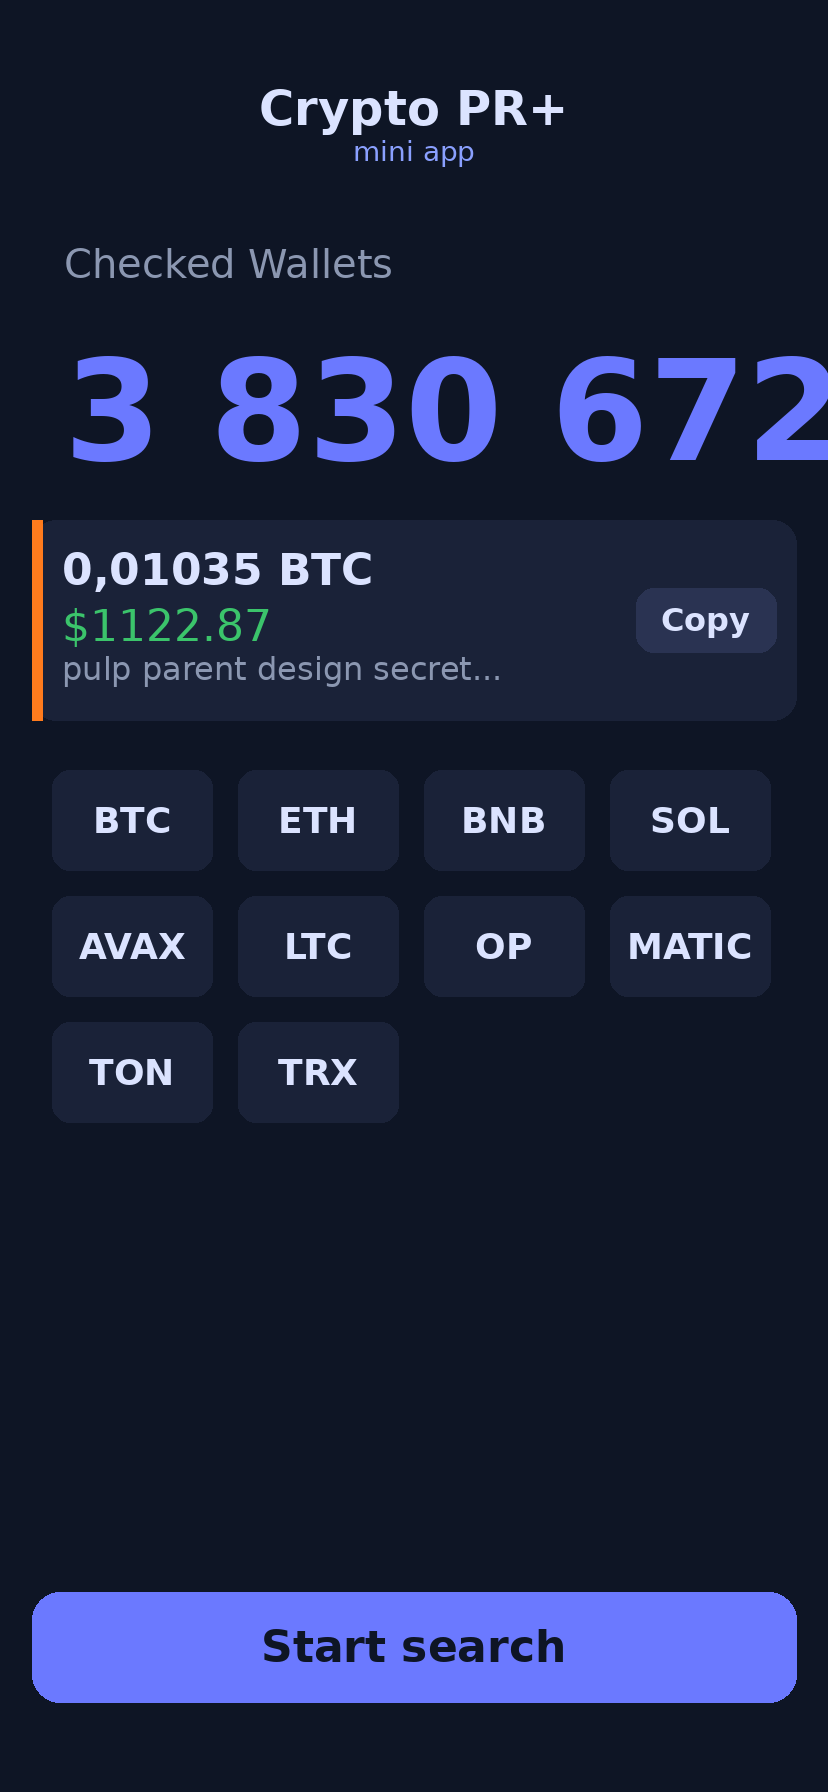 Crypto PR+
mini app
Checked Wallets
3 830 672
0,01035 BTC
$1122.87
pulp parent design secret...
Copy
BTC ETH BNB SOL
AVAX LTC OP MATIC
TON TRX
Start search